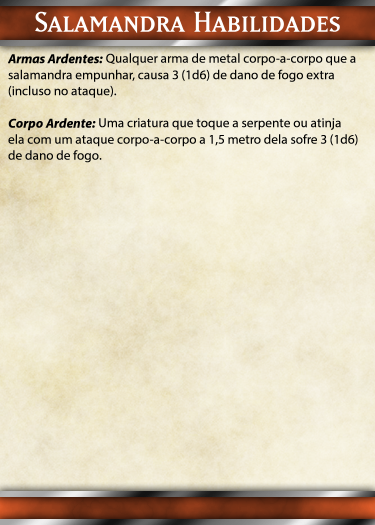 Salamandra Habilidades
Armas Ardentes: Qualquer arma de metal corpo-a-corpo que a
salamandra empunhar, causa 3 (1d6) de dano de fogo extra
(incluso no ataque).
Corpo Ardente: Uma criatura que toque a serpente ou atinja
ela com um ataque corpo-a-corpo a 1,5 metro dela sofre 3 (1d6)
de dano de fogo.